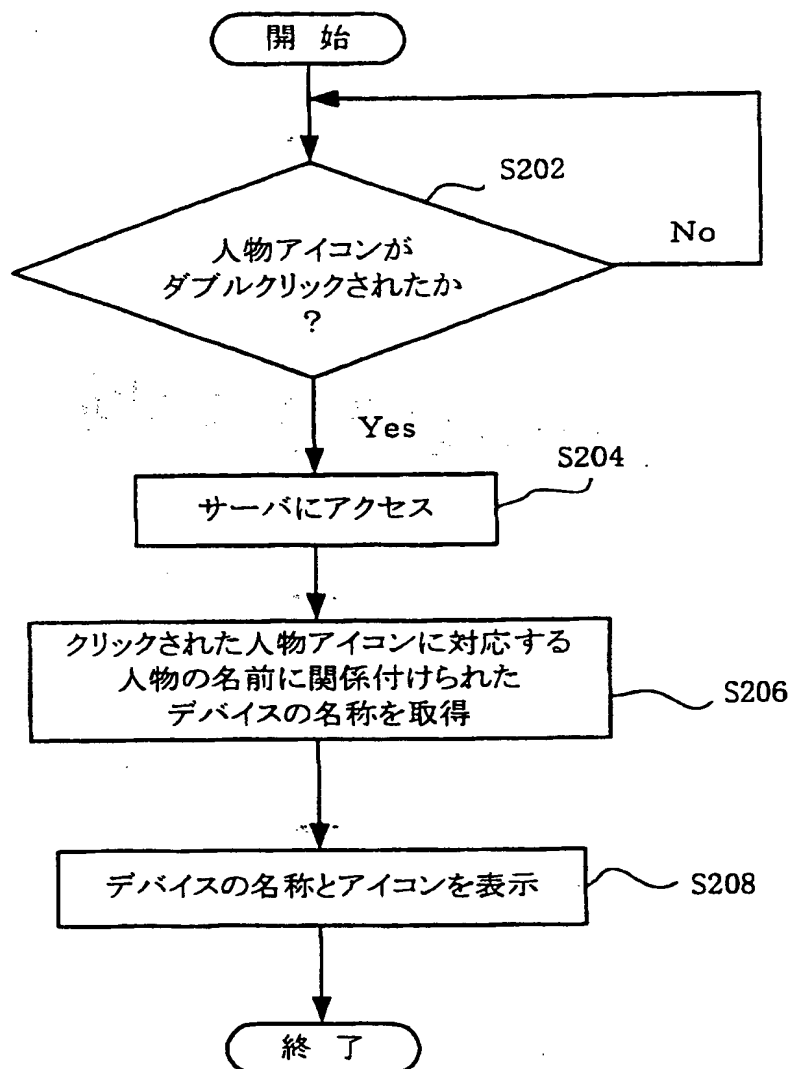 開 始
S202
人物アイコンが
ダブルクリックされたか
?
No
Yes
S204
サーバにアクセス
クリックされた人物アイコンに対応する
人物の名前に関係付けられた
デバイスの名称を取得
S206
デバイスの名称とアイコンを表示
S208
終 了